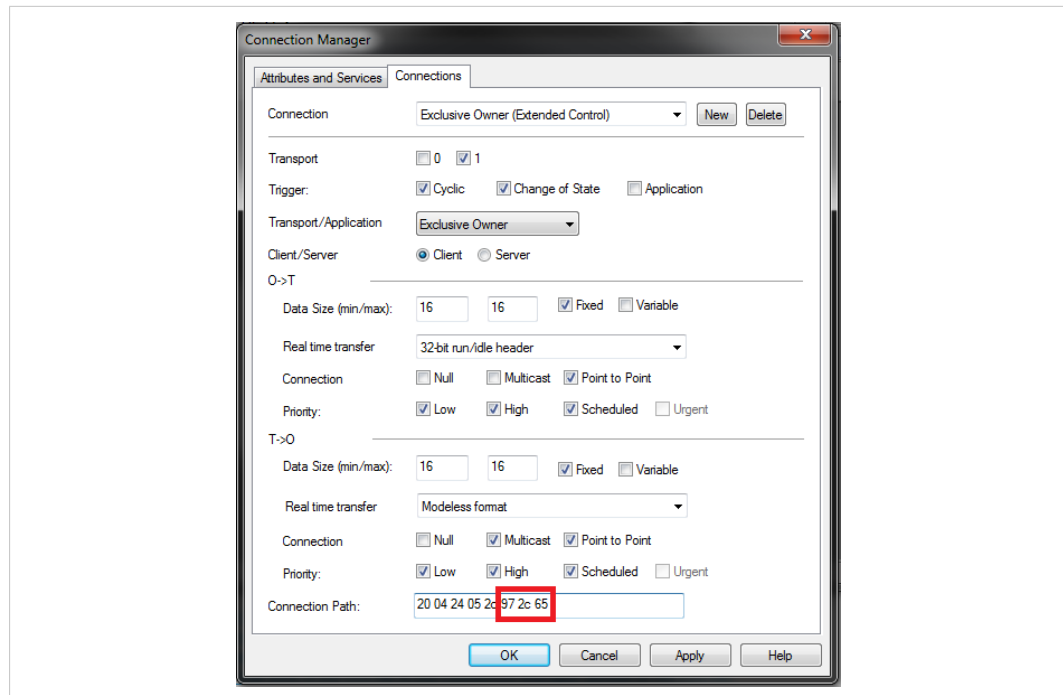 Connection Manager
Attributes and Services Connections
Connection Exclusive Owner (Extended Control) New Delete
Transport 0 1
Trigger: Cyclic Change of State Application
Transport/Application Exclusive Owner
Client/Server Client Server
O->T
Data Size (min/max): 16 16 Fixed Variable
Real time transfer 32-bit run/idle header
Connection Null Multicast Point to Point
Priority: Low High Scheduled Urgent
T->O
Data Size (min/max): 16 16 Fixed Variable
Real time transfer Modeless format
Connection Null Multicast Point to Point
Priority: Low High Scheduled Urgent
Connection Path: 20 04 24 05 2c 97 2c 65
OK Cancel Apply Help